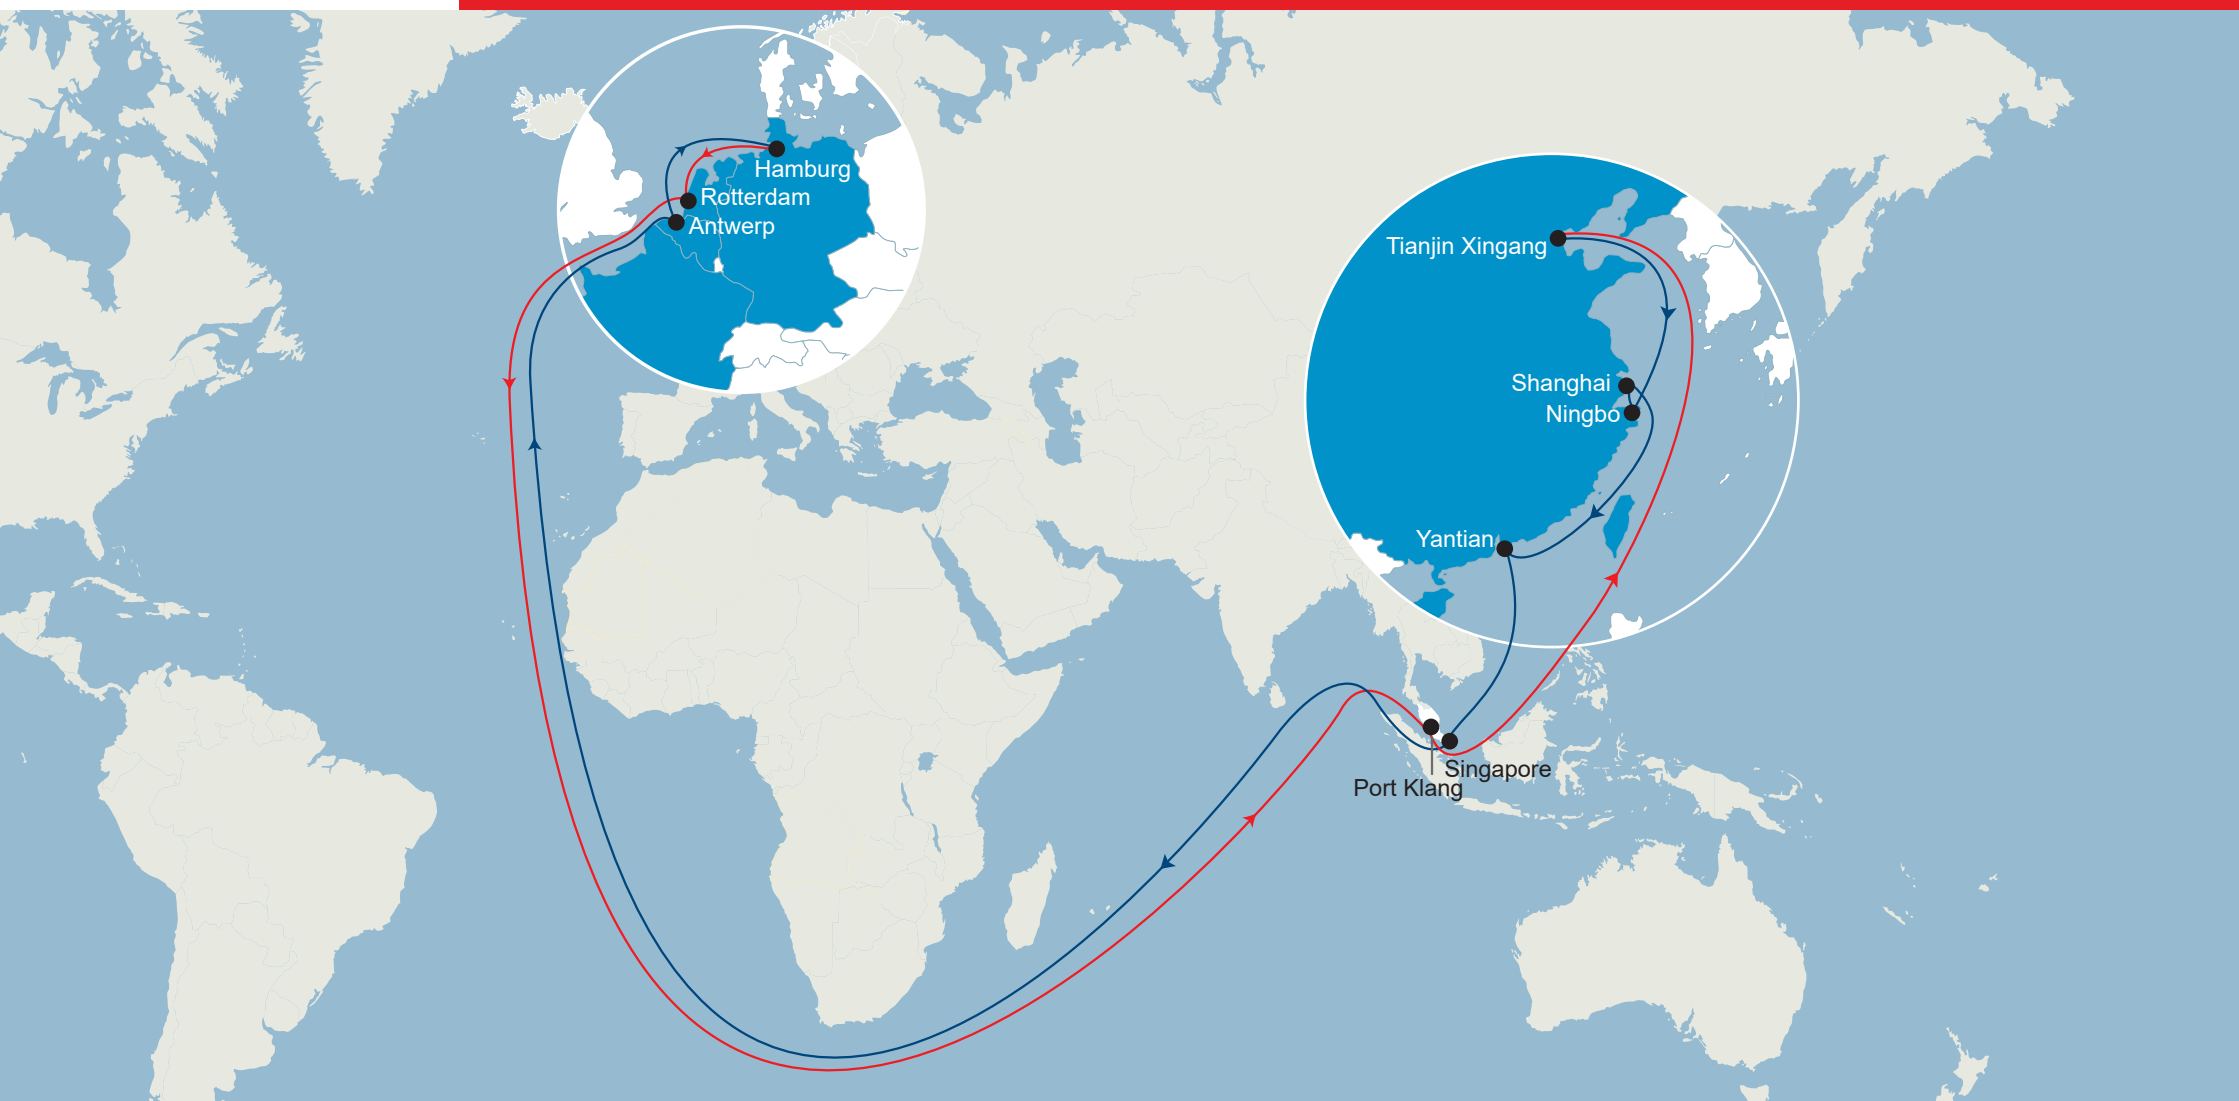 Hamburg
Rotterdam
Antwerp
Tianjin Xingang
Shanghai
Ningbo
Yantian
Singapore
Port Klang